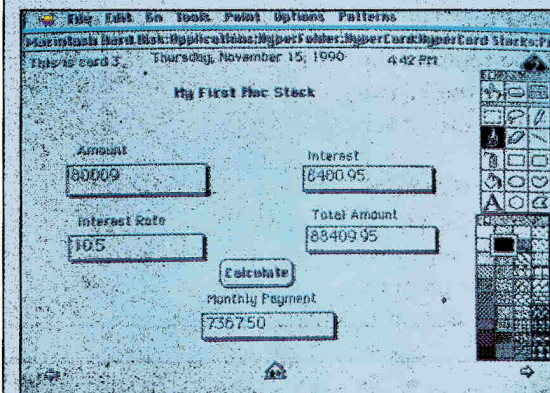 File Edit Go Tools Paint Options Patterns
Macintosh Hard Disk:Applications:HyperFolder:HyperCard:HyperCard Stacks:
This is card 3 Thursday, November 15, 1990 4:42 PM
My First Mac Stack
Amount Interest
80009 8400.95
Interest Rate Total Amount
10.5 88409.95
Calculate
Monthly Payment
7367.50